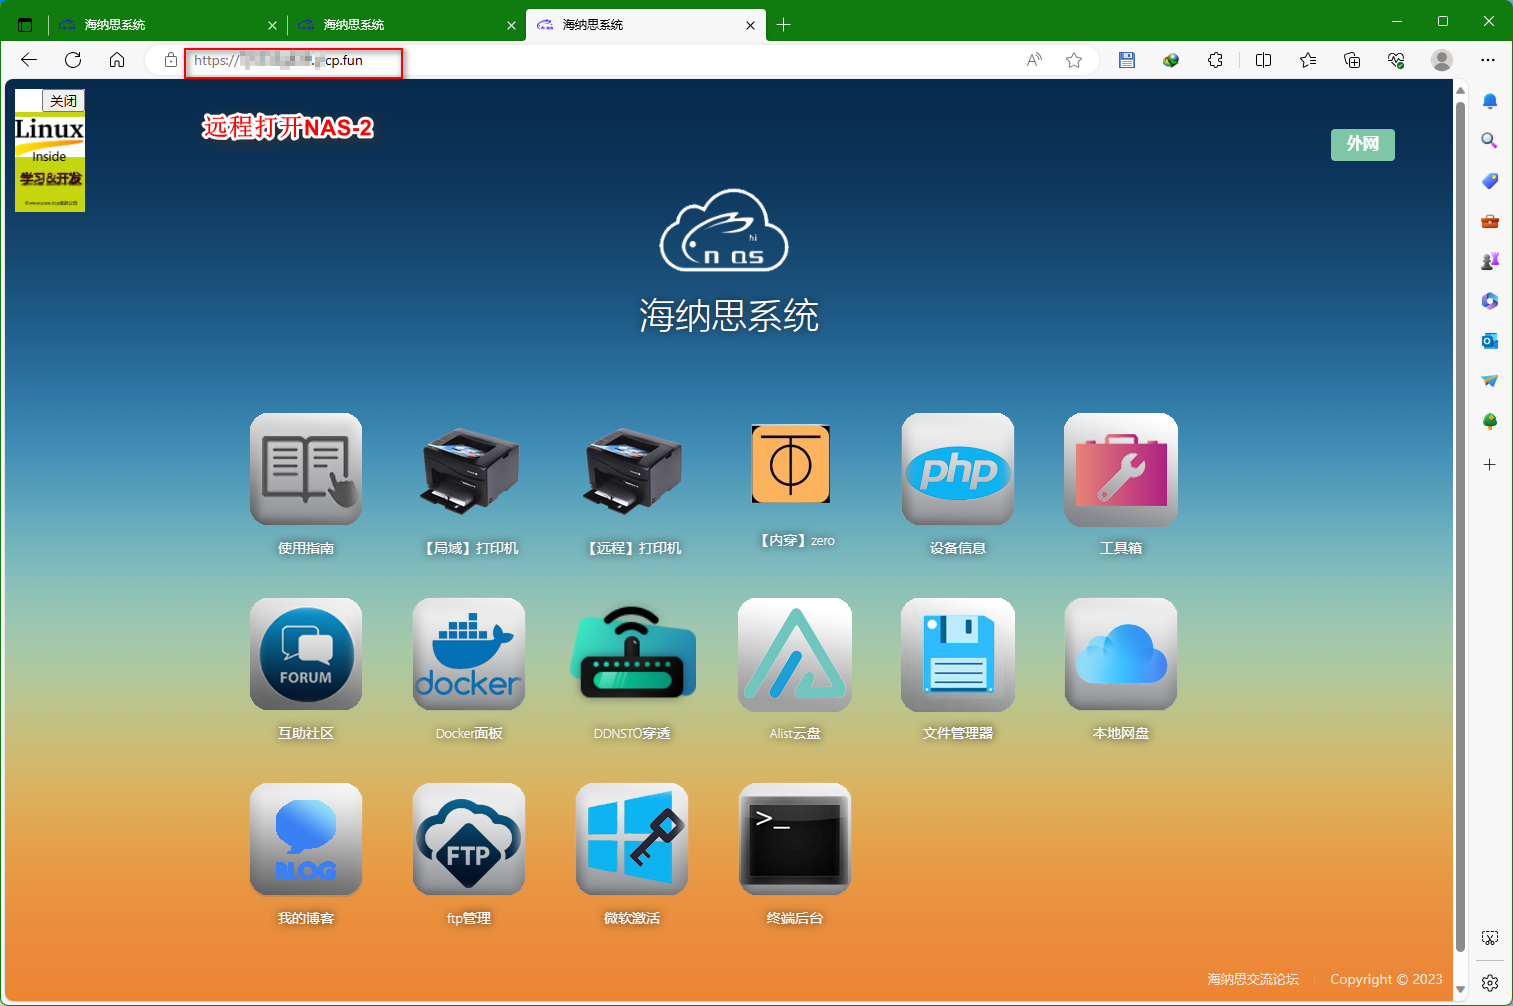 海纳思系统
海纳思系统
海纳思系统
https://
cp.fun
关闭
Linux
Inside
学习&开发
远程打开NAS-2
外网
hi
nas
海纳思系统
使用指南
【局域】打印机
【远程】打印机
【内穿】zero
php
设备信息
工具箱
FORUM
互助社区
docker
Docker面板
DDNSTO穿透
Alist云盘
文件管理器
本地网盘
BLOG
我的博客
FTP
ftp管理
微软激活
>_
终端后台
海纳思交流论坛
Copyright © 2023